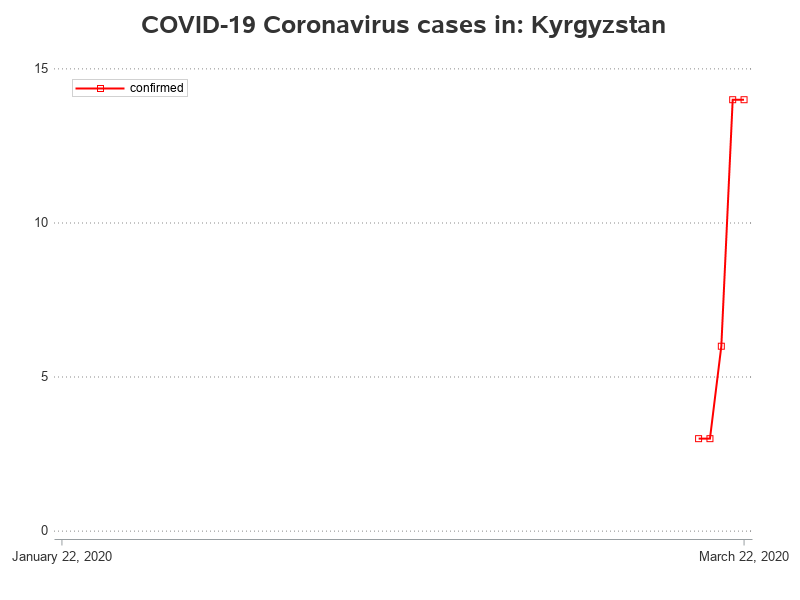 COVID-19 Coronavirus cases in: Kyrgyzstan
15
confirmed
10
5
0
January 22, 2020
March 22, 2020